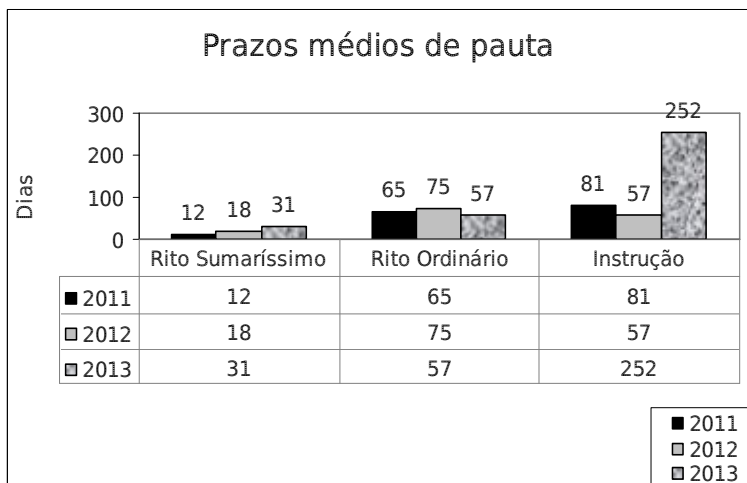 Prazos médios de pauta
252
300
200
100
0
Dias
12 18 31
65 75 57
81 57
Rito Sumaríssimo Rito Ordinário Instrução
2011 12 65 81
2012 18 75 57
2013 31 57 252
2011
2012
2013